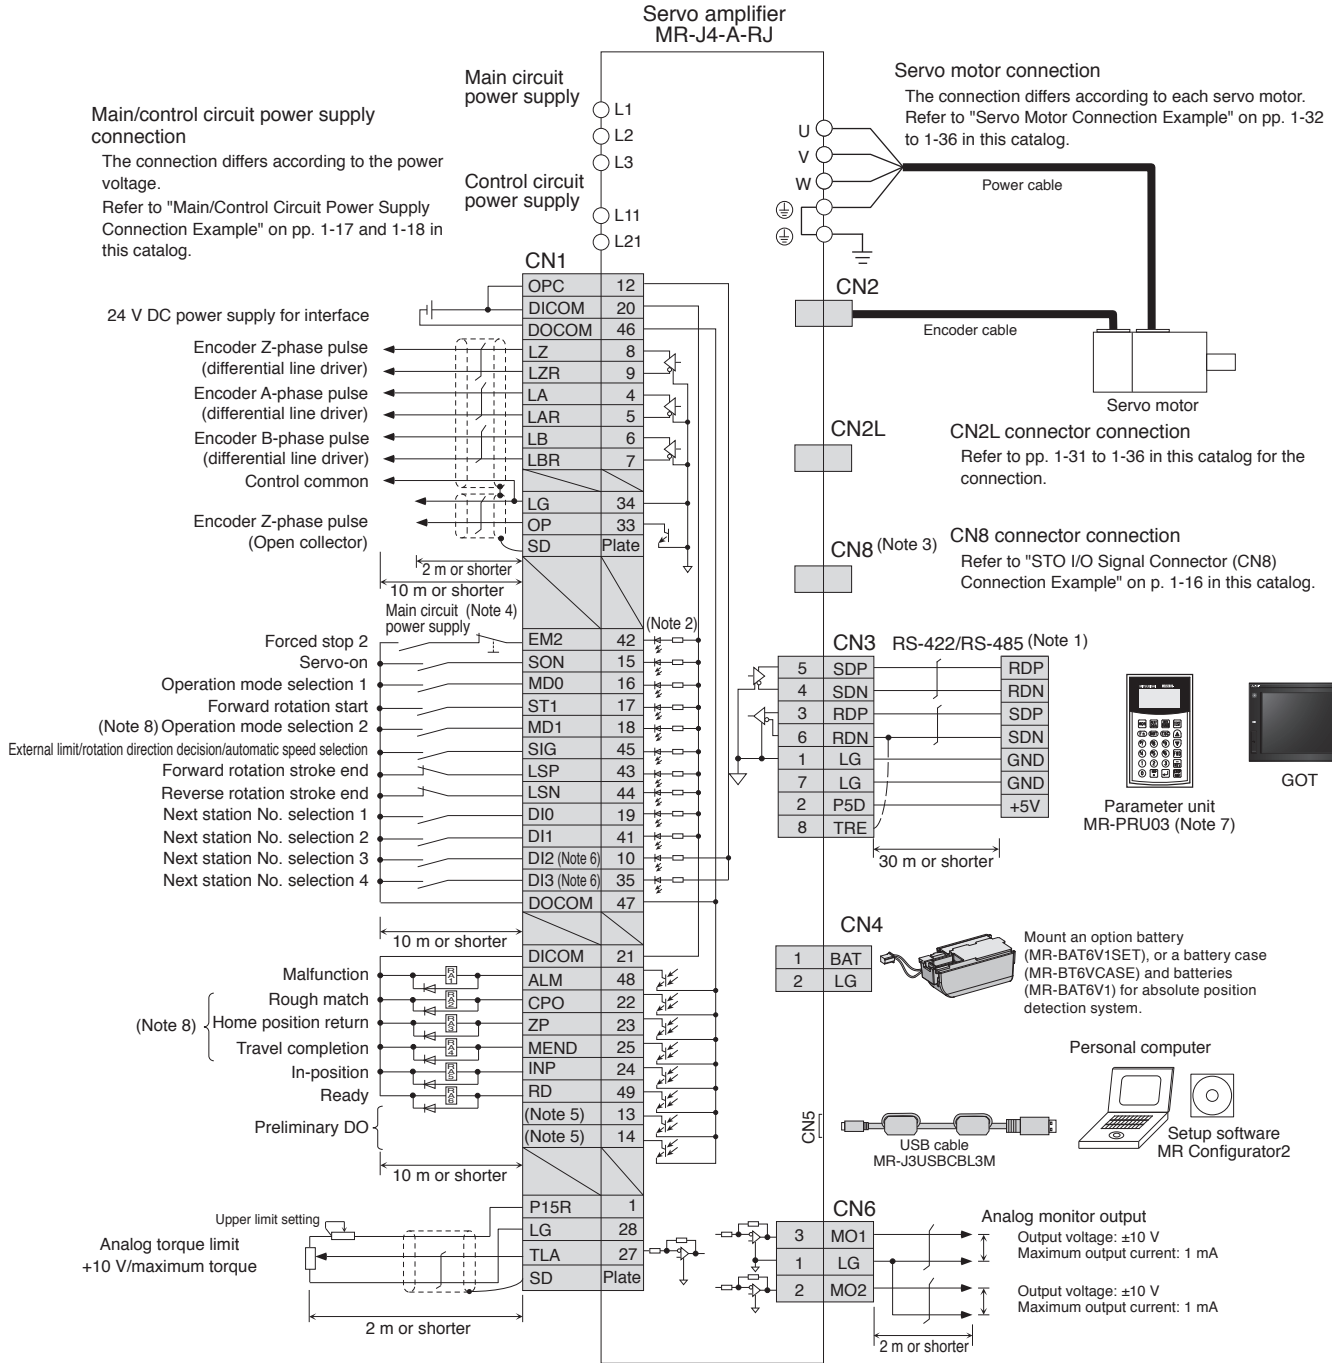 Servo amplifier
MR-J4-A-RJ
Main circuit
power supply
L1
L2
L3
Control circuit
power supply
L11
L21
Main/control circuit power supply
connection
The connection differs according to the power
voltage.
Refer to "Main/Control Circuit Power Supply
Connection Example" on pp. 1-17 and 1-18 in
this catalog.
Servo motor connection
The connection differs according to each servo motor.
Refer to "Servo Motor Connection Example" on pp. 1-32
to 1-36 in this catalog.
U
V
W
Power cable
CN2
Encoder cable
Servo motor
CN2L
CN2L connector connection
Refer to pp. 1-31 to 1-36 in this catalog for the
connection.
CN8 (Note 3)
CN8 connector connection
Refer to "STO I/O Signal Connector (CN8)
Connection Example" on p. 1-16 in this catalog.
CN1
OPC 12
DICOM 20
DOCOM 46
LZ 8
LZR 9
LA 4
LAR 5
LB 6
LBR 7
LG 34
OP 33
SD Plate
24 V DC power supply for interface
Encoder Z-phase pulse
(differential line driver)
Encoder A-phase pulse
(differential line driver)
Encoder B-phase pulse
(differential line driver)
Control common
Encoder Z-phase pulse
(Open collector)
2 m or shorter
10 m or shorter
Main circuit (Note 4)
power supply
(Note 2)
Forced stop 2 EM2 42
Servo-on SON 15
Operation mode selection 1 MD0 16
Forward rotation start ST1 17
(Note 8) Operation mode selection 2 MD1 18
External limit/rotation direction decision/automatic speed selection SIG 45
Forward rotation stroke end LSP 43
Reverse rotation stroke end LSN 44
Next station No. selection 1 DI0 19
Next station No. selection 2 DI1 41
Next station No. selection 3 DI2 (Note 6) 10
Next station No. selection 4 DI3 (Note 6) 35
DOCOM 47
10 m or shorter
DICOM 21
Malfunction RA1 ALM 48
Rough match RA2 CPO 22
(Note 8) Home position return RA3 ZP 23
Travel completion RA4 MEND 25
In-position RA5 INP 24
Ready RA6 RD 49
Preliminary DO
(Note 5) 13
(Note 5) 14
10 m or shorter
P15R 1
LG 28
TLA 27
SD Plate
Upper limit setting
Analog torque limit
+10 V/maximum torque
2 m or shorter
CN3 RS-422/RS-485 (Note 1)
5 SDP RDP
4 SDN RDN
3 RDP SDP
6 RDN SDN
1 LG GND
7 LG GND
2 P5D +5V
8 TRE
30 m or shorter
Parameter unit
MR-PRU03 (Note 7)
GOT
CN4
1 BAT
2 LG
Mount an option battery
(MR-BAT6V1SET), or a battery case
(MR-BT6VCASE) and batteries
(MR-BAT6V1) for absolute position
detection system.
Personal computer
CN5
USB cable
MR-J3USBCBL3M
Setup software
MR Configurator2
CN6
3 MO1
1 LG
2 MO2
Analog monitor output
Output voltage: ±10 V
Maximum output current: 1 mA
Output voltage: ±10 V
Maximum output current: 1 mA
2 m or shorter